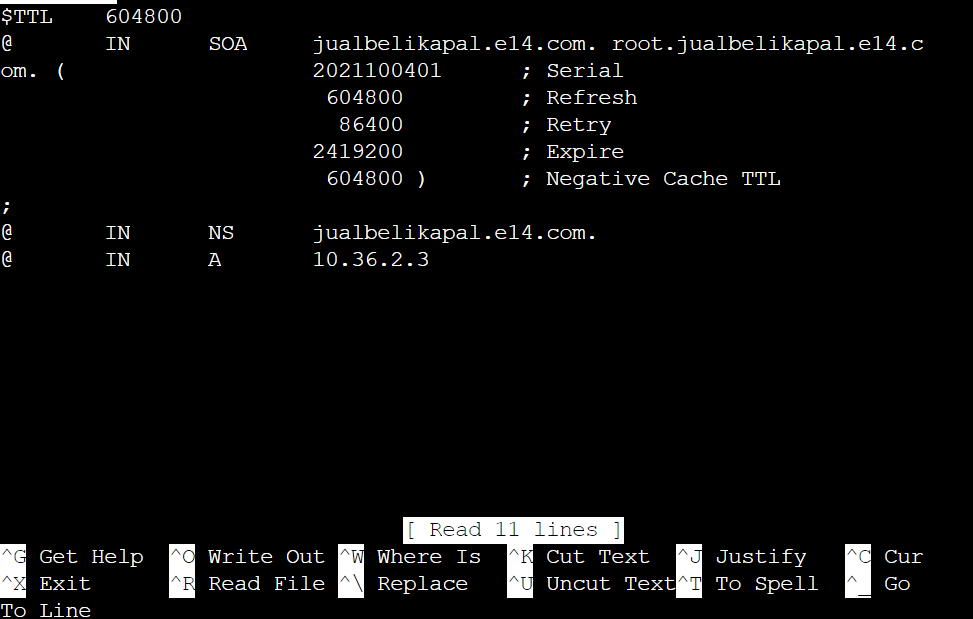 $TTL    604800
@       IN      SOA     jualbelikapal.e14.com. root.jualbelikapal.e14.c
om. (                   2021100401      ; Serial
                         604800         ; Refresh
                          86400         ; Retry
                        2419200         ; Expire
                         604800 )       ; Negative Cache TTL
;
@       IN      NS      jualbelikapal.e14.com.
@       IN      A       10.36.2.3
[ Read 11 lines ]
^G Get Help  ^O Write Out ^W Where Is  ^K Cut Text  ^J Justify   ^C Cur
^X Exit      ^R Read File ^\ Replace   ^U Uncut Text^T To Spell  ^_ Go
To Line